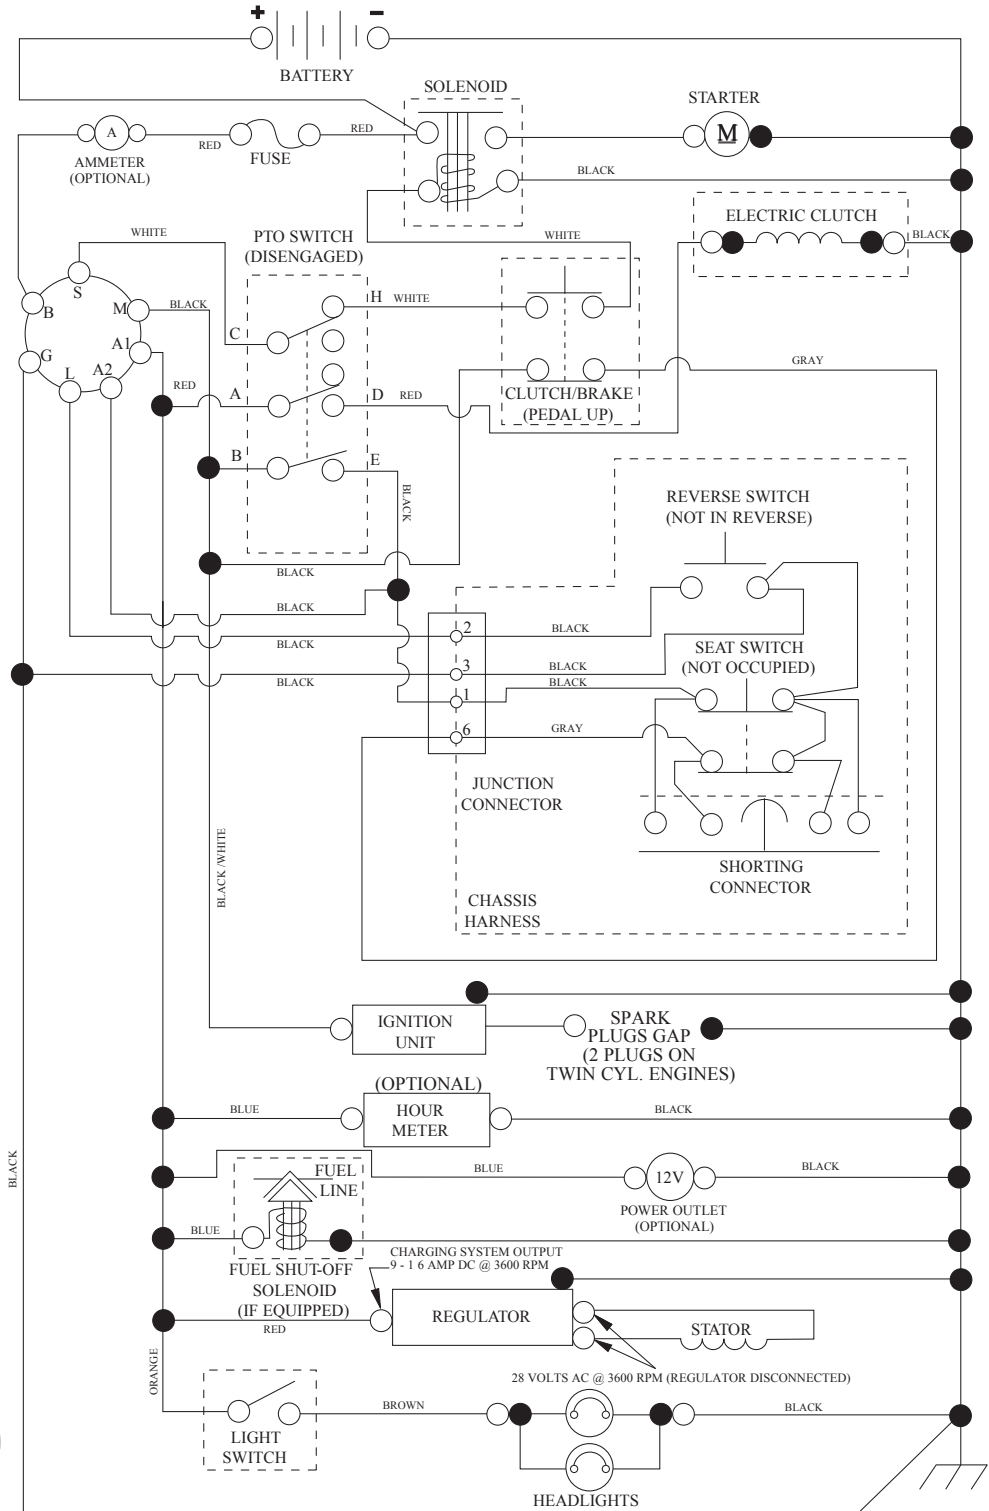 + −
BATTERY
SOLENOID
STARTER
A
RED
FUSE
RED
M
AMMETER
(OPTIONAL)
BLACK
ELECTRIC CLUTCH
BLACK
WHITE
PTO SWITCH
(DISENGAGED)
WHITE
S
B
M
BLACK
H
WHITE
C
G
A1
L
A2
GRAY
RED
A
D
RED
CLUTCH/BRAKE
(PEDAL UP)
B
E
BLACK
REVERSE SWITCH
(NOT IN REVERSE)
BLACK
BLACK
2
BLACK
BLACK
SEAT SWITCH
(NOT OCCUPIED)
3
BLACK
BLACK
BLACK
1
6
GRAY
JUNCTION
CONNECTOR
BLACK /WHITE
SHORTING
CONNECTOR
CHASSIS
HARNESS
IGNITION
UNIT
SPARK
PLUGS GAP
(2 PLUGS ON
TWIN CYL. ENGINES)
(OPTIONAL)
HOUR
METER
BLUE
BLACK
BLACK
FUEL
LINE
BLUE
12V
BLACK
POWER OUTLET
(OPTIONAL)
BLUE
CHARGING SYSTEM OUTPUT
9 - 1 6 AMP DC @ 3600 RPM
FUEL SHUT-OFF
SOLENOID
(IF EQUIPPED)
RED
REGULATOR
STATOR
ORANGE
28 VOLTS AC @ 3600 RPM (REGULATOR DISCONNECTED)
BROWN
BLACK
LIGHT
SWITCH
HEADLIGHTS